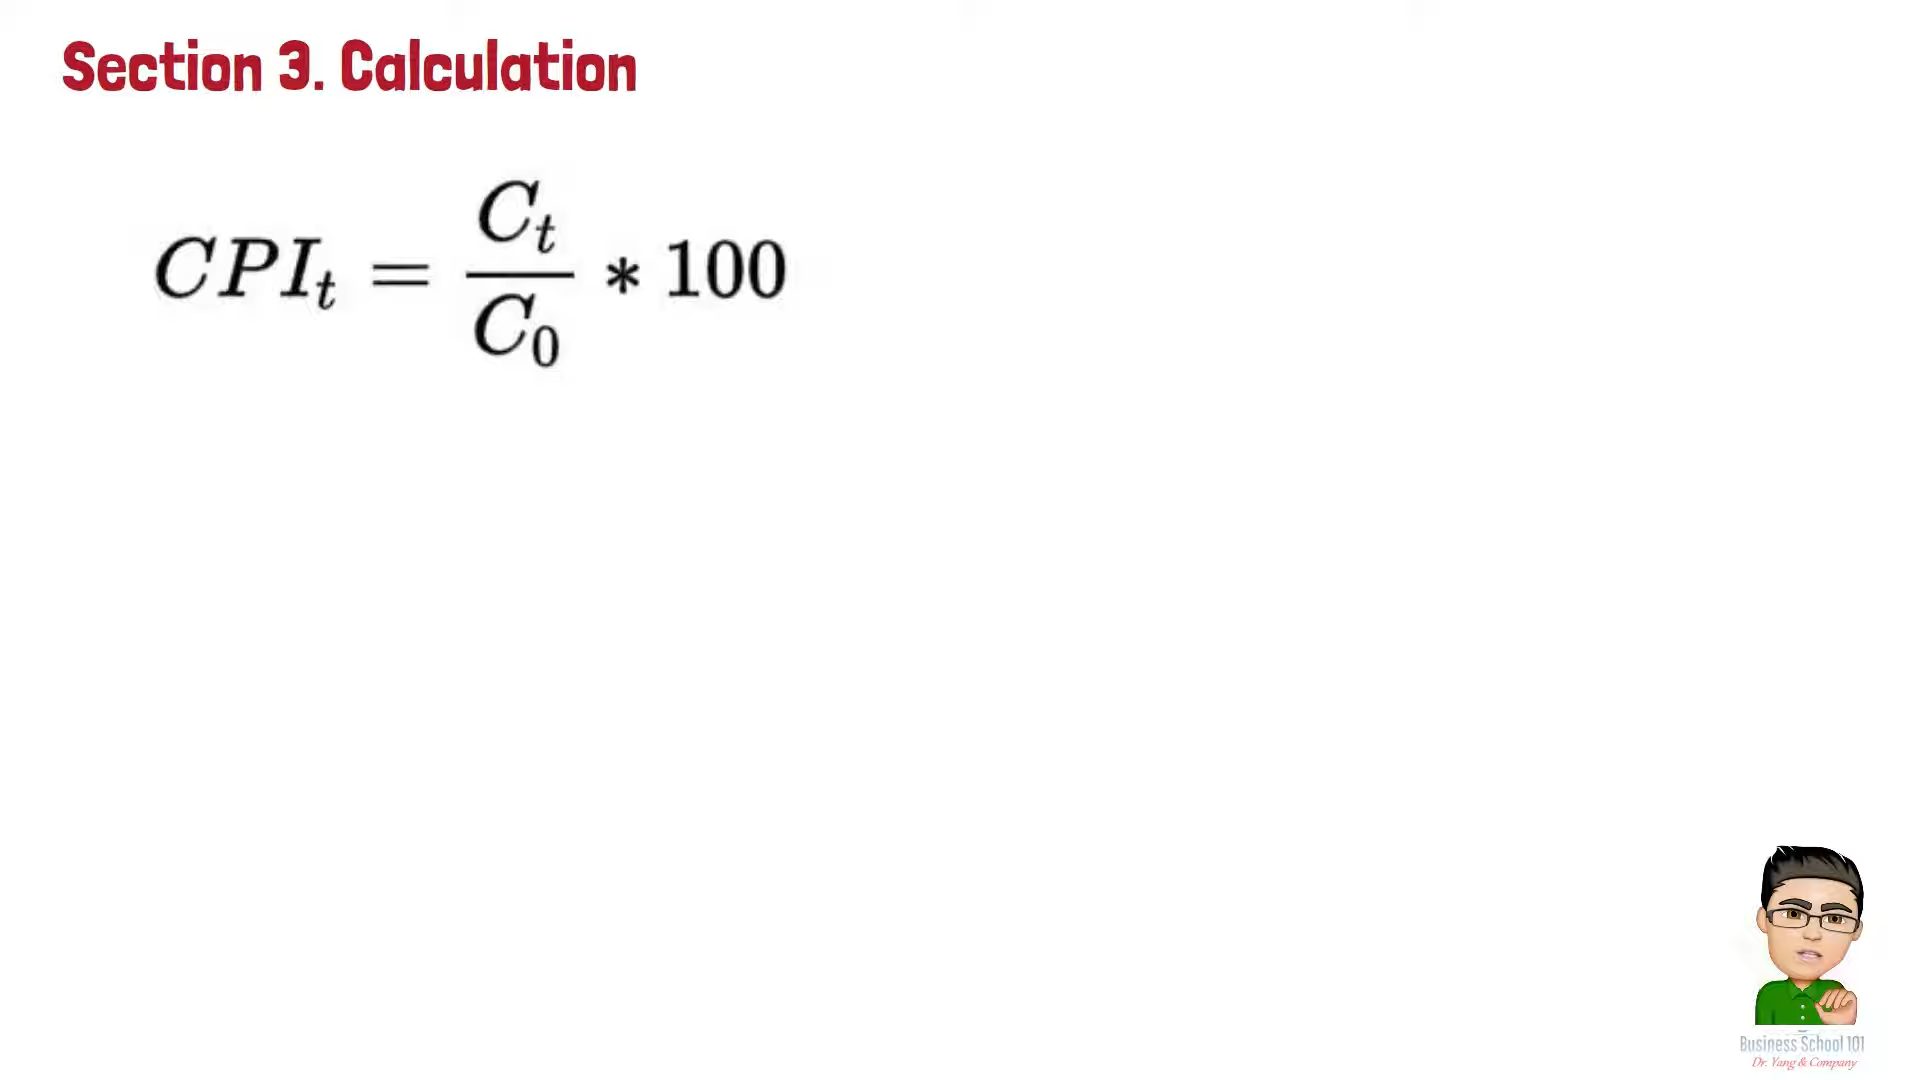 Section 3. Calculation
CPI_t = C_t / C_0 * 100
Business School 101
Dr. Yang & Company